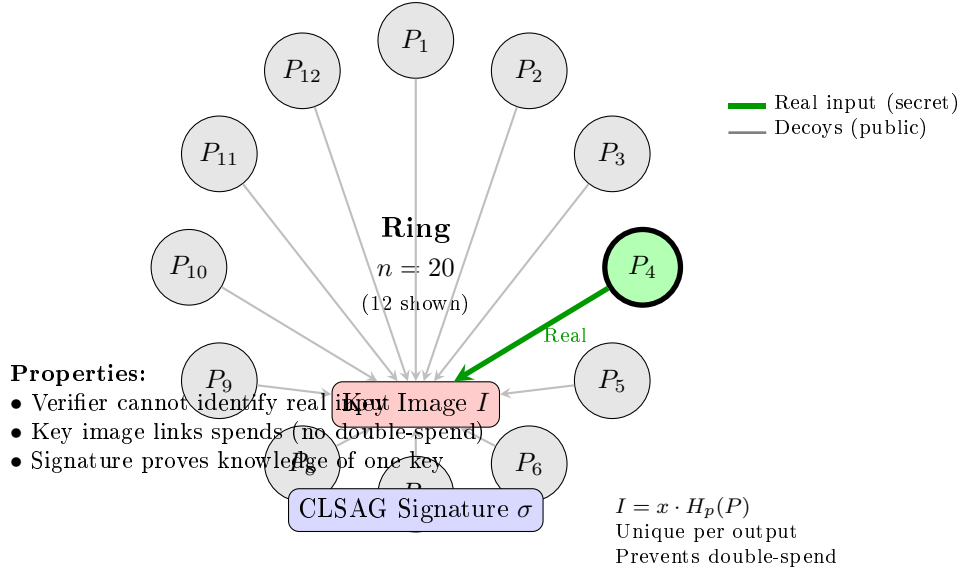 P₁
P₁₂
P₂
Real input (secret)
Decoys (public)
P₁₁
P₃
Ring
n = 20
(12 shown)
P₁₀
P₄
Real
Properties:
P₉
P₅
• Verifier cannot identify real input
Key Image I
• Key image links spends (no double-spend)
• Signature proves knowledge of one key
P₈
P₆
P
CLSAG Signature σ
I = x · Hₚ(P)
Unique per output
Prevents double-spend